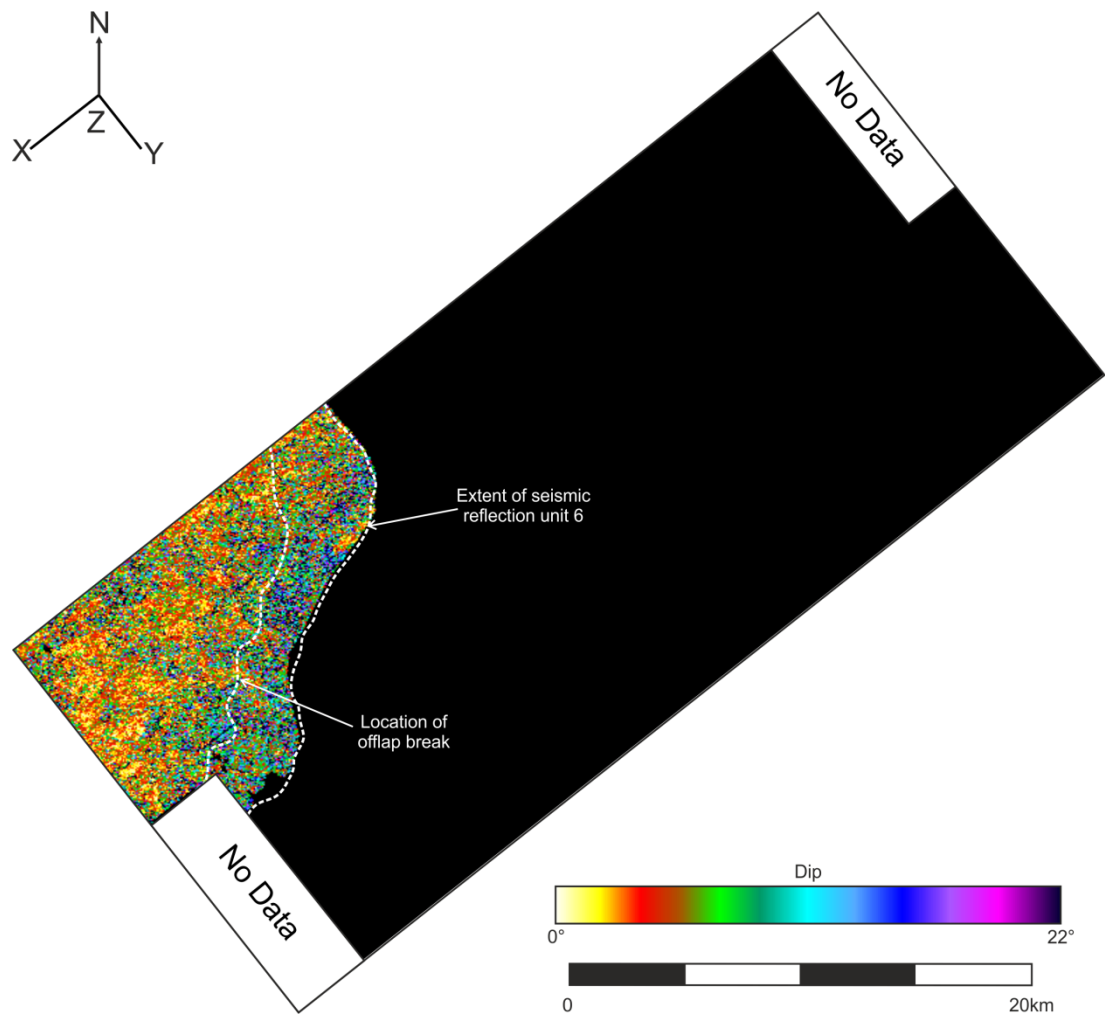 N
X
Z
Y
No Data
Extent of seismic
reflection unit 6
Location of
offlap break
No Data
Dip
0°
22°
0
20km